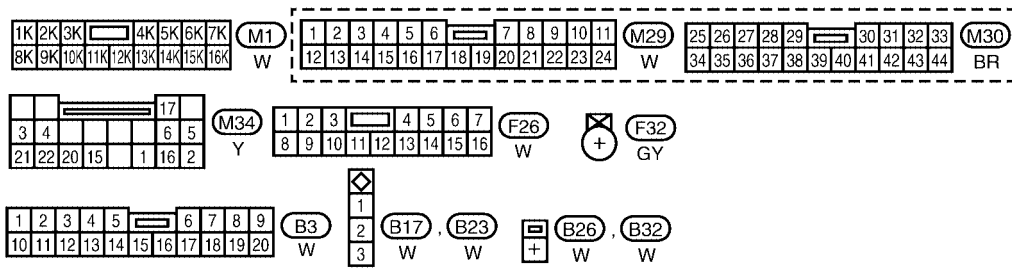 1K 2K 3K 4K 5K 6K 7K
8K 9K 10K 11K 12K 13K 14K 15K 16K
M1
W
1 2 3 4 5 6 7 8 9 10 11
12 13 14 15 16 17 18 19 20 21 22 23 24
M29
W
25 26 27 28 29 30 31 32 33
34 35 36 37 38 39 40 41 42 43 44
M30
BR
17
3 4 6 5
21 22 20 15 1 16 2
M34
Y
1 2 3 4 5 6 7
8 9 10 11 12 13 14 15 16
F26
W
+
F32
GY
1 2 3 4 5 6 7 8 9
10 11 12 13 14 15 16 17 18 19 20
B3
W
1
2
3
B17 , B23
W W
+
B26 , B32
W W